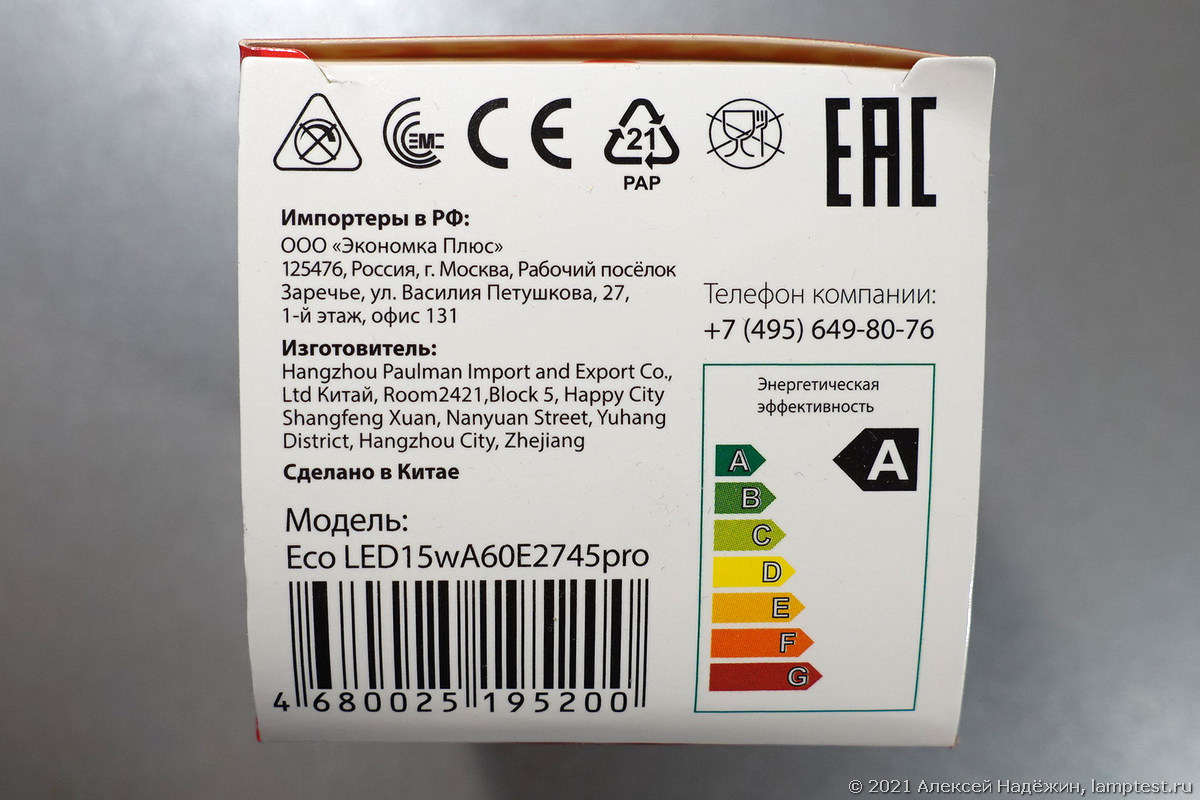 EMC
CE
21
PAP
EAC
Импортеры в РФ:
ООО «Экономка Плюс»
125476, Россия, г. Москва, Рабочий посёлок
Заречье, ул. Василия Петушкова, 27,
1-й этаж, офис 131
Изготовитель:
Hangzhou Paulman Import and Export Co.,
Ltd Китай, Room2421,Block 5, Happy City
Shangfeng Xuan, Nanyuan Street, Yuhang
District, Hangzhou City, Zhejiang
Сделано в Китае
Модель:
Eco LED15wA60E2745pro
4 680025 195200
Телефон компании:
+7 (495) 649-80-76
Энергетическая
эффективность
A
A
B
C
D
E
F
G
© 2021 Алексей Надёжин, lamptest.ru